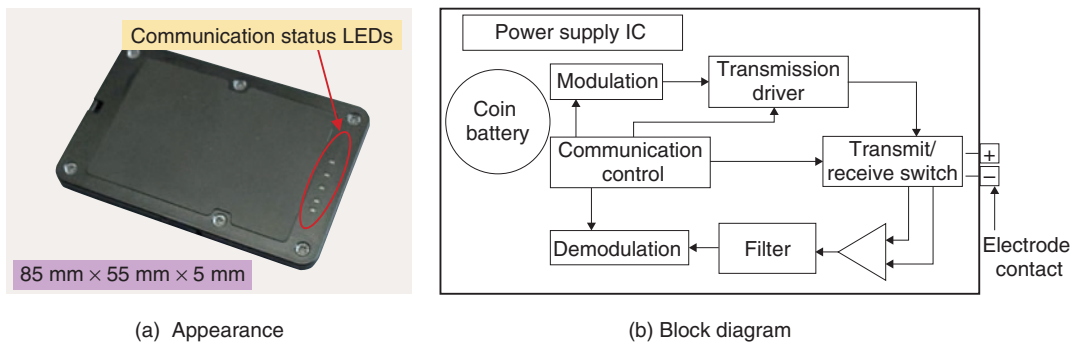 Communication status LEDs
85 mm × 55 mm × 5 mm
(a) Appearance
Power supply IC
Coin
battery
Modulation
Transmission
driver
Communication
control
Transmit/
receive switch
+
−
Demodulation
Filter
Electrode
contact
(b) Block diagram